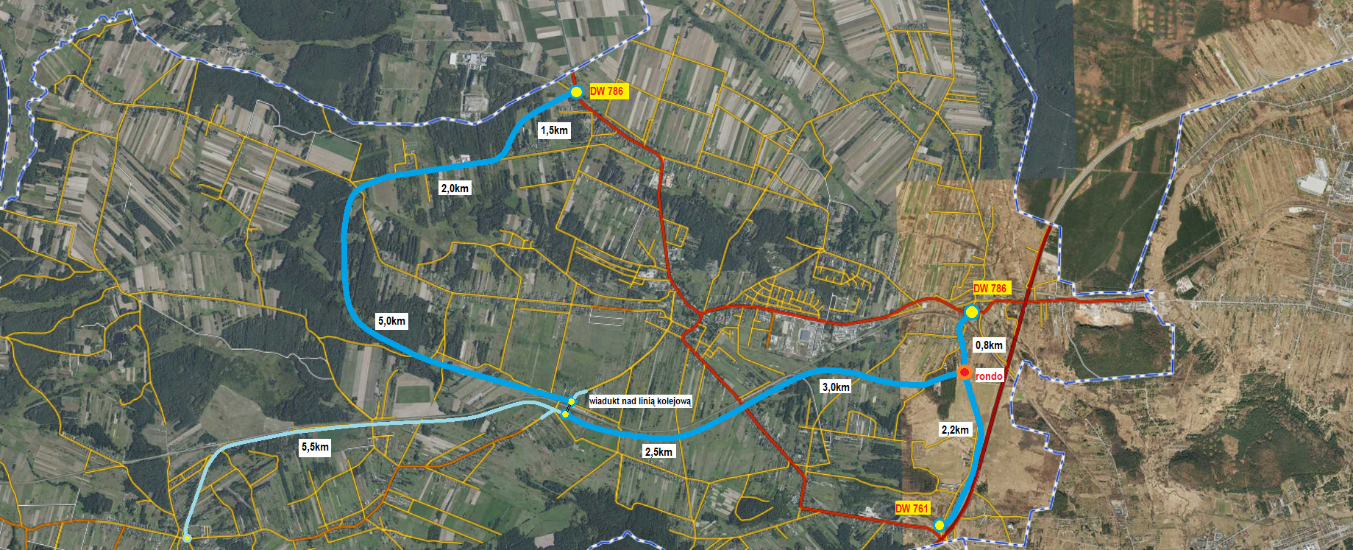 DW 786
1,5km
2,0km
DW 786
5,0km
0,8km
rondo
3,0km
wiadukt nad linią kolejową
2,2km
5,5km
2,5km
DW 761